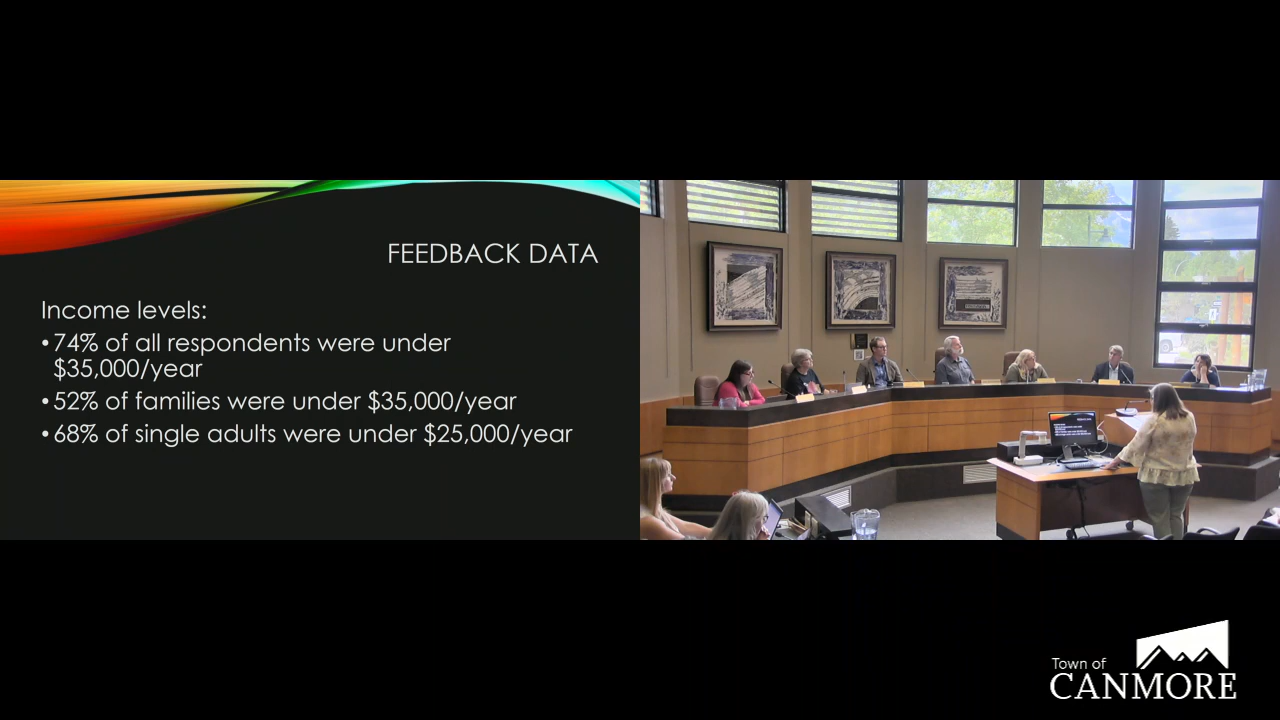 FEEDBACK DATA
Income levels:
• 74% of all respondents were under
$35,000/year
• 52% of families were under $35,000/year
• 68% of single adults were under $25,000/year
Town of
CANMORE